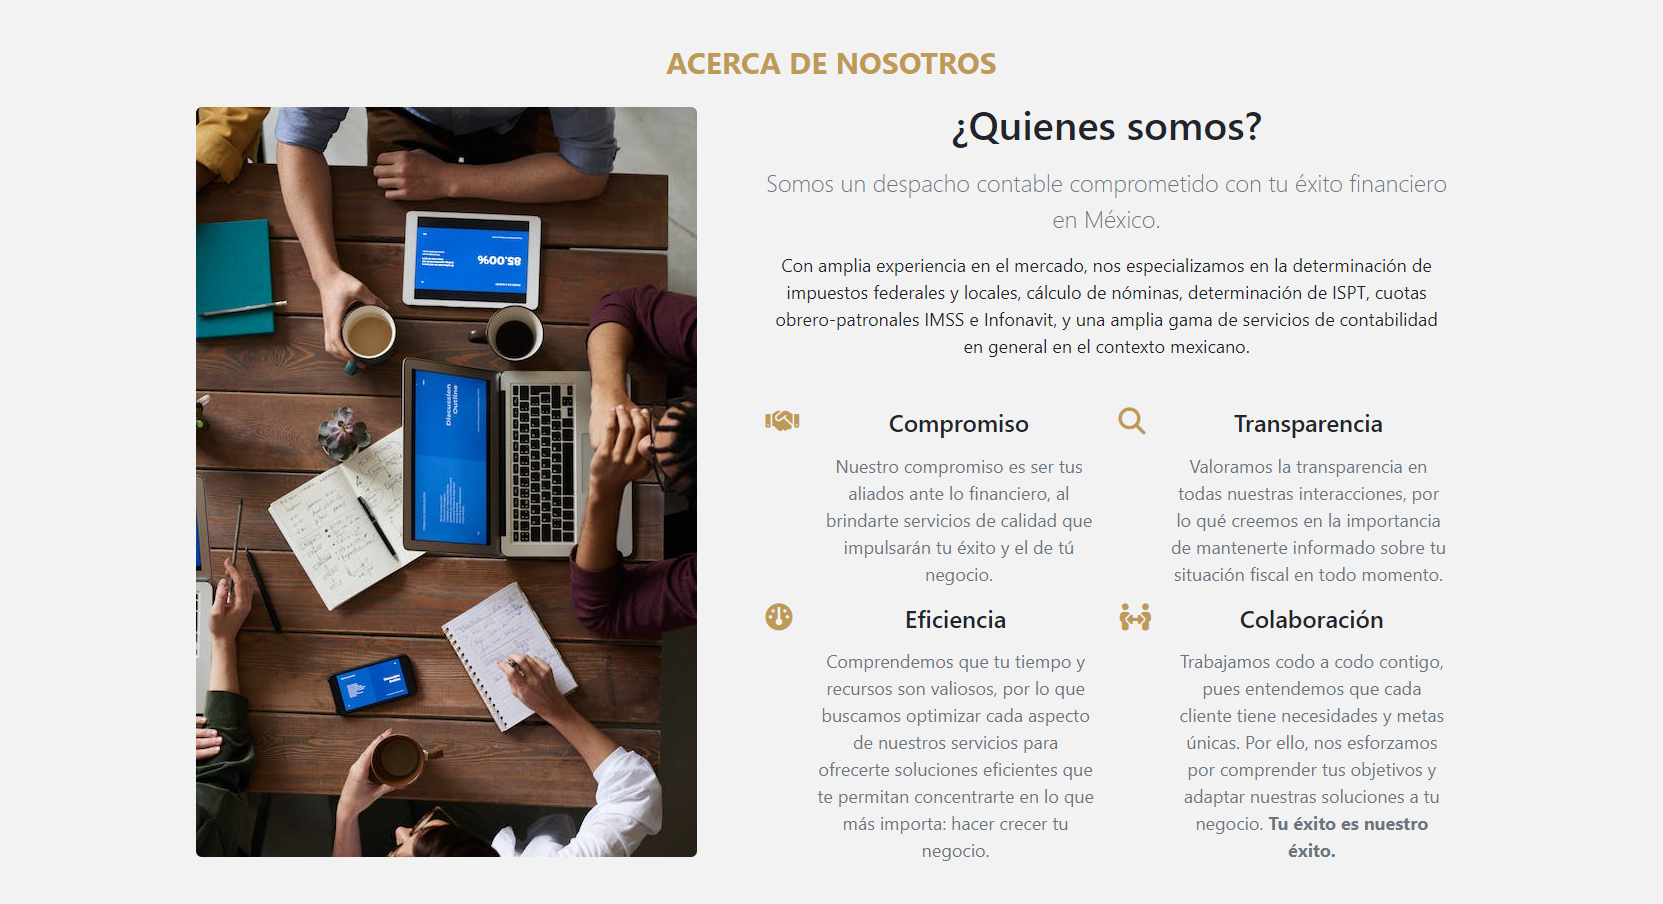 ACERCA DE NOSOTROS
85.00%
Discussion
Outline
¿Quienes somos?
Somos un despacho contable comprometido con tu éxito financiero
en México.
Con amplia experiencia en el mercado, nos especializamos en la determinación de
impuestos federales y locales, cálculo de nóminas, determinación de ISPT, cuotas
obrero-patronales IMSS e Infonavit, y una amplia gama de servicios de contabilidad
en general en el contexto mexicano.
Compromiso
Nuestro compromiso es ser tus
aliados ante lo financiero, al
brindarte servicios de calidad que
impulsarán tu éxito y el de tú
negocio.
Transparencia
Valoramos la transparencia en
todas nuestras interacciones, por
lo qué creemos en la importancia
de mantenerte informado sobre tu
situación fiscal en todo momento.
Eficiencia
Comprendemos que tu tiempo y
recursos son valiosos, por lo que
buscamos optimizar cada aspecto
de nuestros servicios para
ofrecerte soluciones eficientes que
te permitan concentrarte en lo que
más importa: hacer crecer tu
negocio.
Colaboración
Trabajamos codo a codo contigo,
pues entendemos que cada
cliente tiene necesidades y metas
únicas. Por ello, nos esforzamos
por comprender tus objetivos y
adaptar nuestras soluciones a tu
negocio. Tu éxito es nuestro
éxito.